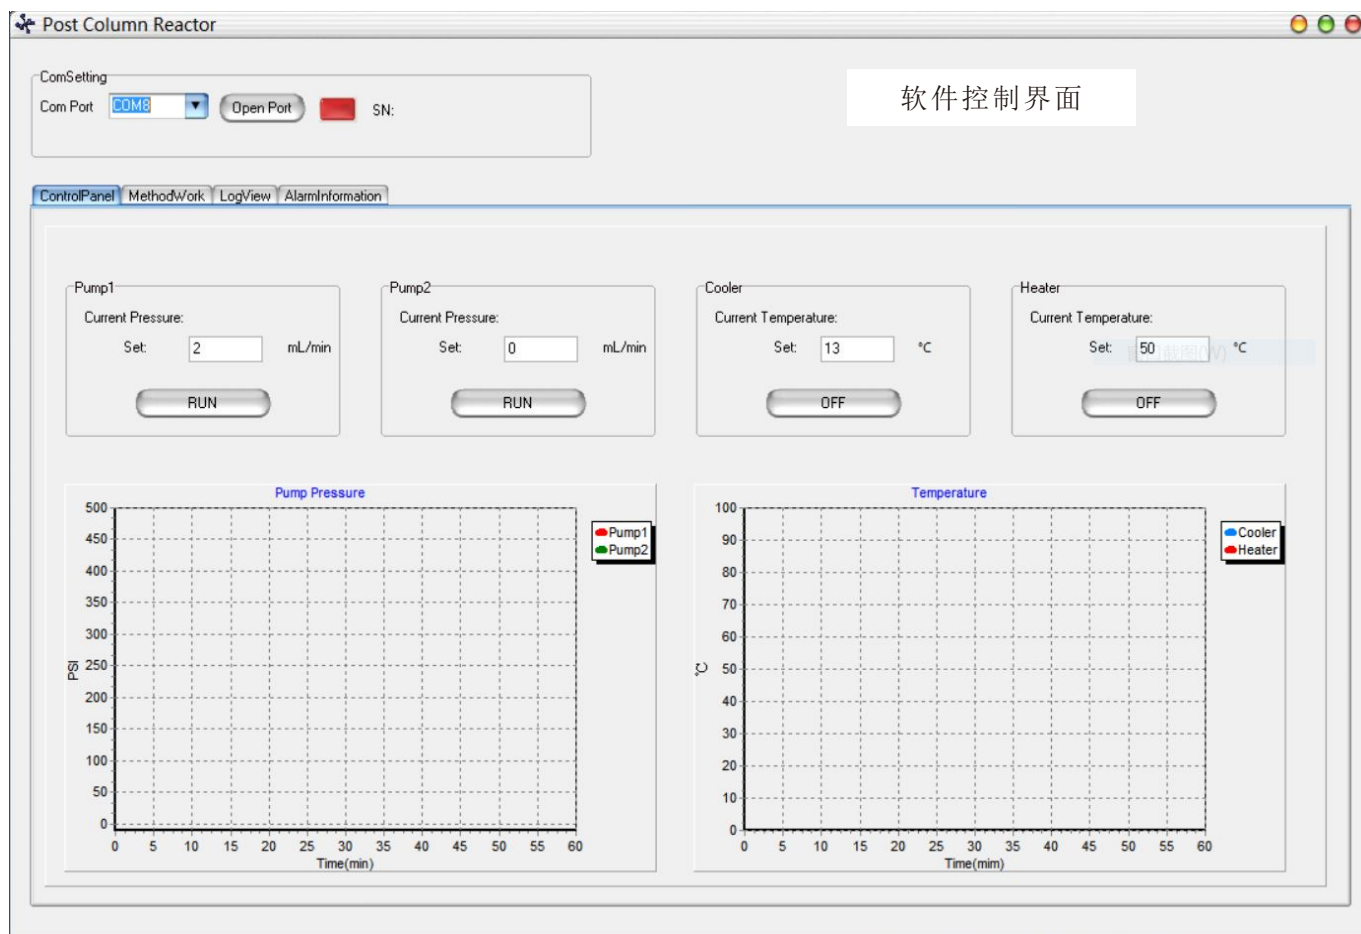 Post Column Reactor
软件控制界面
ComSetting
Com Port COM8 Open Port SN:
ControlPanel MethodWork LogView AlarmInformation
Pump1
Current Pressure:
Set: 2 mL/min
RUN
Pump2
Current Pressure:
Set: 0 mL/min
RUN
Cooler
Current Temperature:
Set: 13 °C
OFF
Heater
Current Temperature:
Set: 50 °C
OFF
Pump Pressure
500
450
400
350
300
250
200
150
100
50
0
PSI
0 5 10 15 20 25 30 35 40 45 50 55 60
Time(min)
Pump1
Pump2
Temperature
100
90
80
70
60
50
40
30
20
10
0
°C
0 5 10 15 20 25 30 35 40 45 50 55 60
Time(mim)
Cooler
Heater